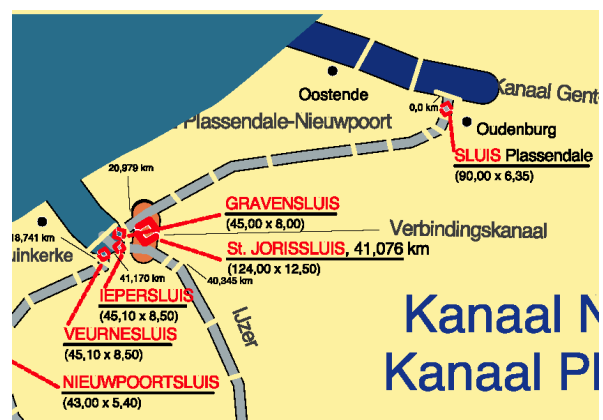 Kanaal Gent
Oostende
0,0 km
Plassendale-Nieuwpoort
Oudenburg
SLUIS Plassendale
(90,00 x 6,35)
20,979 km
GRAVENSLUIS
(45,00 x 8,00)
Verbindingskanaal
18,741 km
uinkerke
St. JORISSLUIS, 41,076 km
(124,00 x 12,50)
41,170 km
40,345 km
IEPERSLUIS
(45,10 x 8,50)
IJzer
VEURNESLUIS
(45,10 x 8,50)
Kanaal N
Kanaal Pl
NIEUWPOORTSLUIS
(43,00 x 5,40)